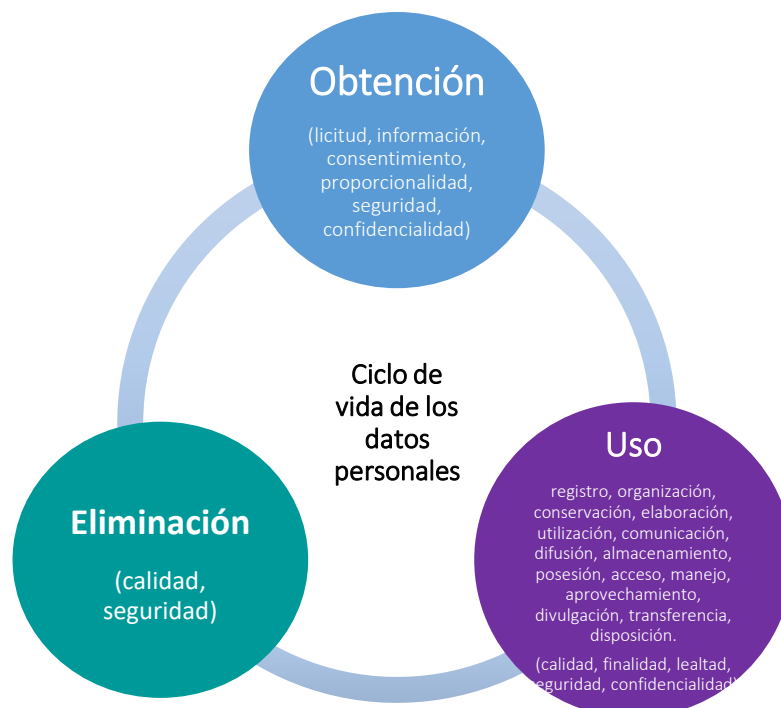 Obtención
(licitud, información,
consentimiento,
proporcionalidad,
seguridad,
confidencialidad)
Ciclo de
vida de los
datos
personales
Uso
registro, organización,
conservación, elaboración,
utilización, comunicación,
difusión, almacenamiento,
posesión, acceso, manejo,
aprovechamiento,
divulgación, transferencia,
disposición.
(calidad, finalidad, lealtad,
seguridad, confidencialidad)
Eliminación
(calidad,
seguridad)